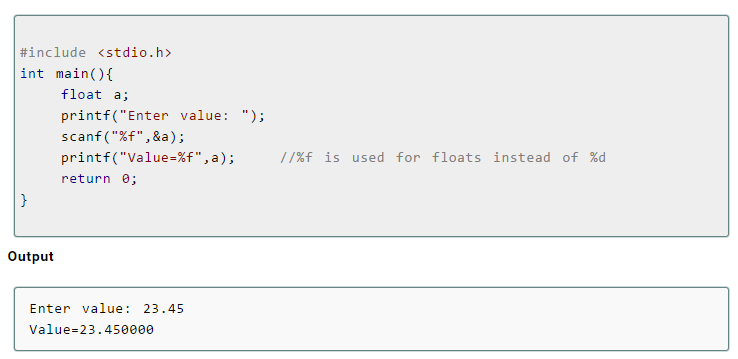 #include <stdio.h>
int main(){
float a;
printf("Enter value: ");
scanf("%f",&a);
printf("Value=%f",a);    //%f is used for floats instead of %d
return 0;
}
Output
Enter value: 23.45
Value=23.450000